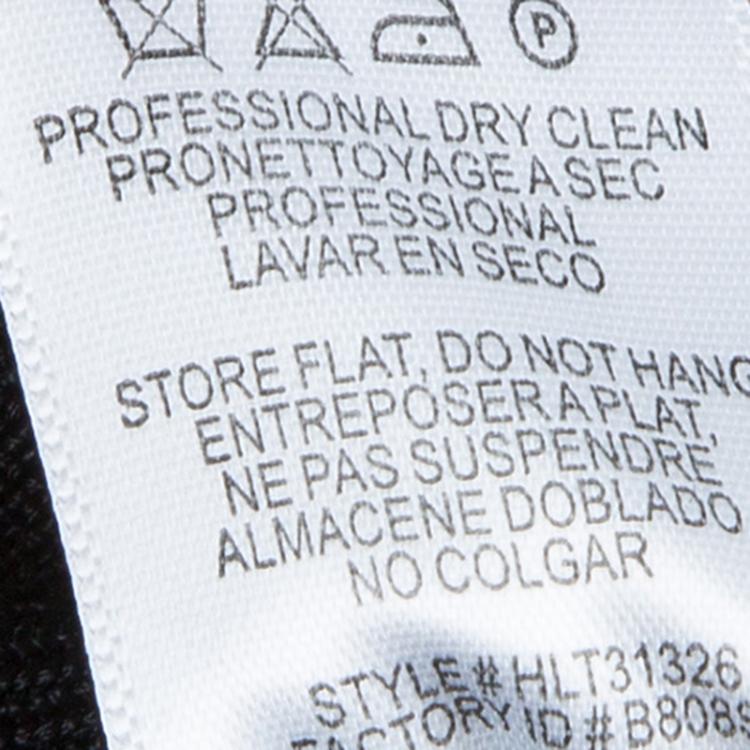 P
PROFESSIONAL DRY CLEAN
PRONETTOYAGE A SEC
PROFESSIONAL
LAVAR EN SECO
STORE FLAT, DO NOT HANG
ENTREPOSER A PLAT,
NE PAS SUSPENDRE
ALMACENE DOBLADO
NO COLGAR
STYLE # HLT31326
FACTORY ID # B8089